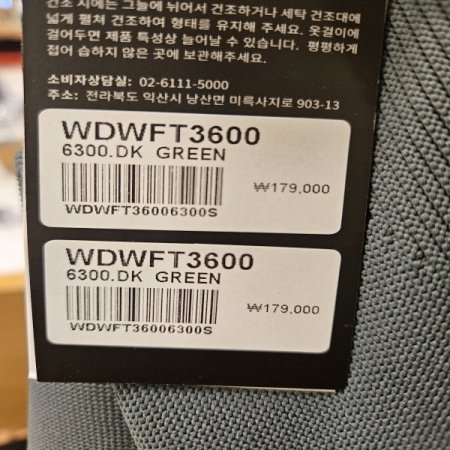 건조 시에는 그늘에 뉘어서 건조하거나 세탁 건조대에
넓게 펼쳐 건조하여 형태를 유지해 주세요. 옷걸이에
걸어두면 제품 특성상 늘어날 수 있습니다. 평평하게
접어 습하지 않은 곳에 보관해주세요.
소비자상담실: 02-6111-5000
주소: 전라북도 익산시 낭산면 미륵사지로 903-13
WDWFT3600
6300.DK GREEN
₩179,000
WDWFT36006300S
WDWFT3600
6300.DK GREEN
₩179,000
WDWFT36006300S